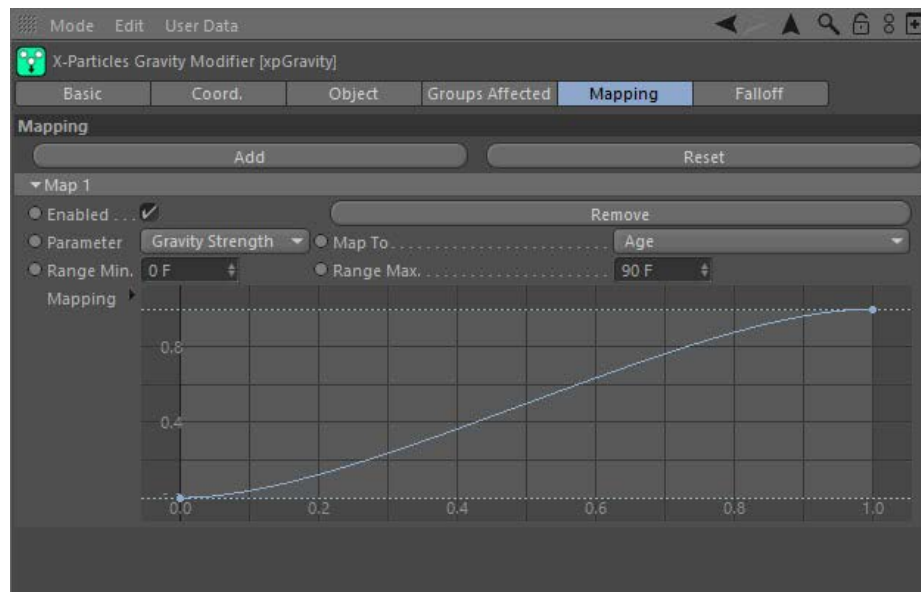 Mode Edit User Data
X-Particles Gravity Modifier [xpGravity]
Basic Coord. Object Groups Affected Mapping Falloff
Mapping
Add Reset
Map 1
Enabled . . . Remove
Parameter Gravity Strength Map To . . . . . . . . . . . . . . . . . . . . . . . Age
Range Min. 0 F Range Max. . . . . . . . . . . . . . . . . . . . . . 90 F
Mapping
0.8
0.4
0.0 0.2 0.4 0.6 0.8 1.0